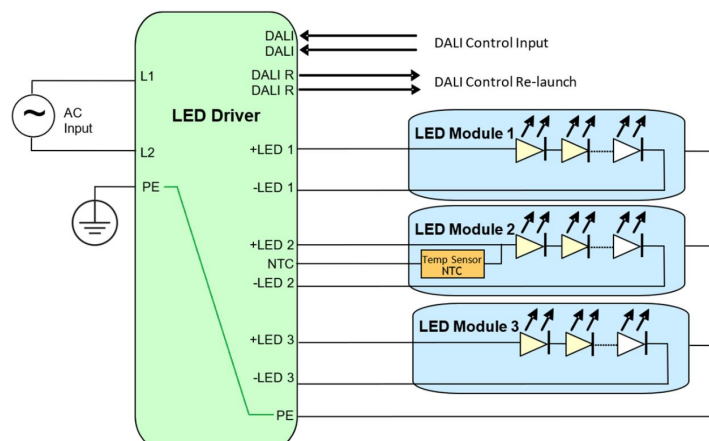 DALI
DALI
DALI Control Input
DALI R
DALI R
DALI Control Re-launch
L1
~
AC
Input
LED Driver
L2
PE
+LED 1
-LED 1
LED Module 1
+LED 2
NTC
-LED 2
LED Module 2
Temp Sensor
NTC
+LED 3
-LED 3
LED Module 3
PE